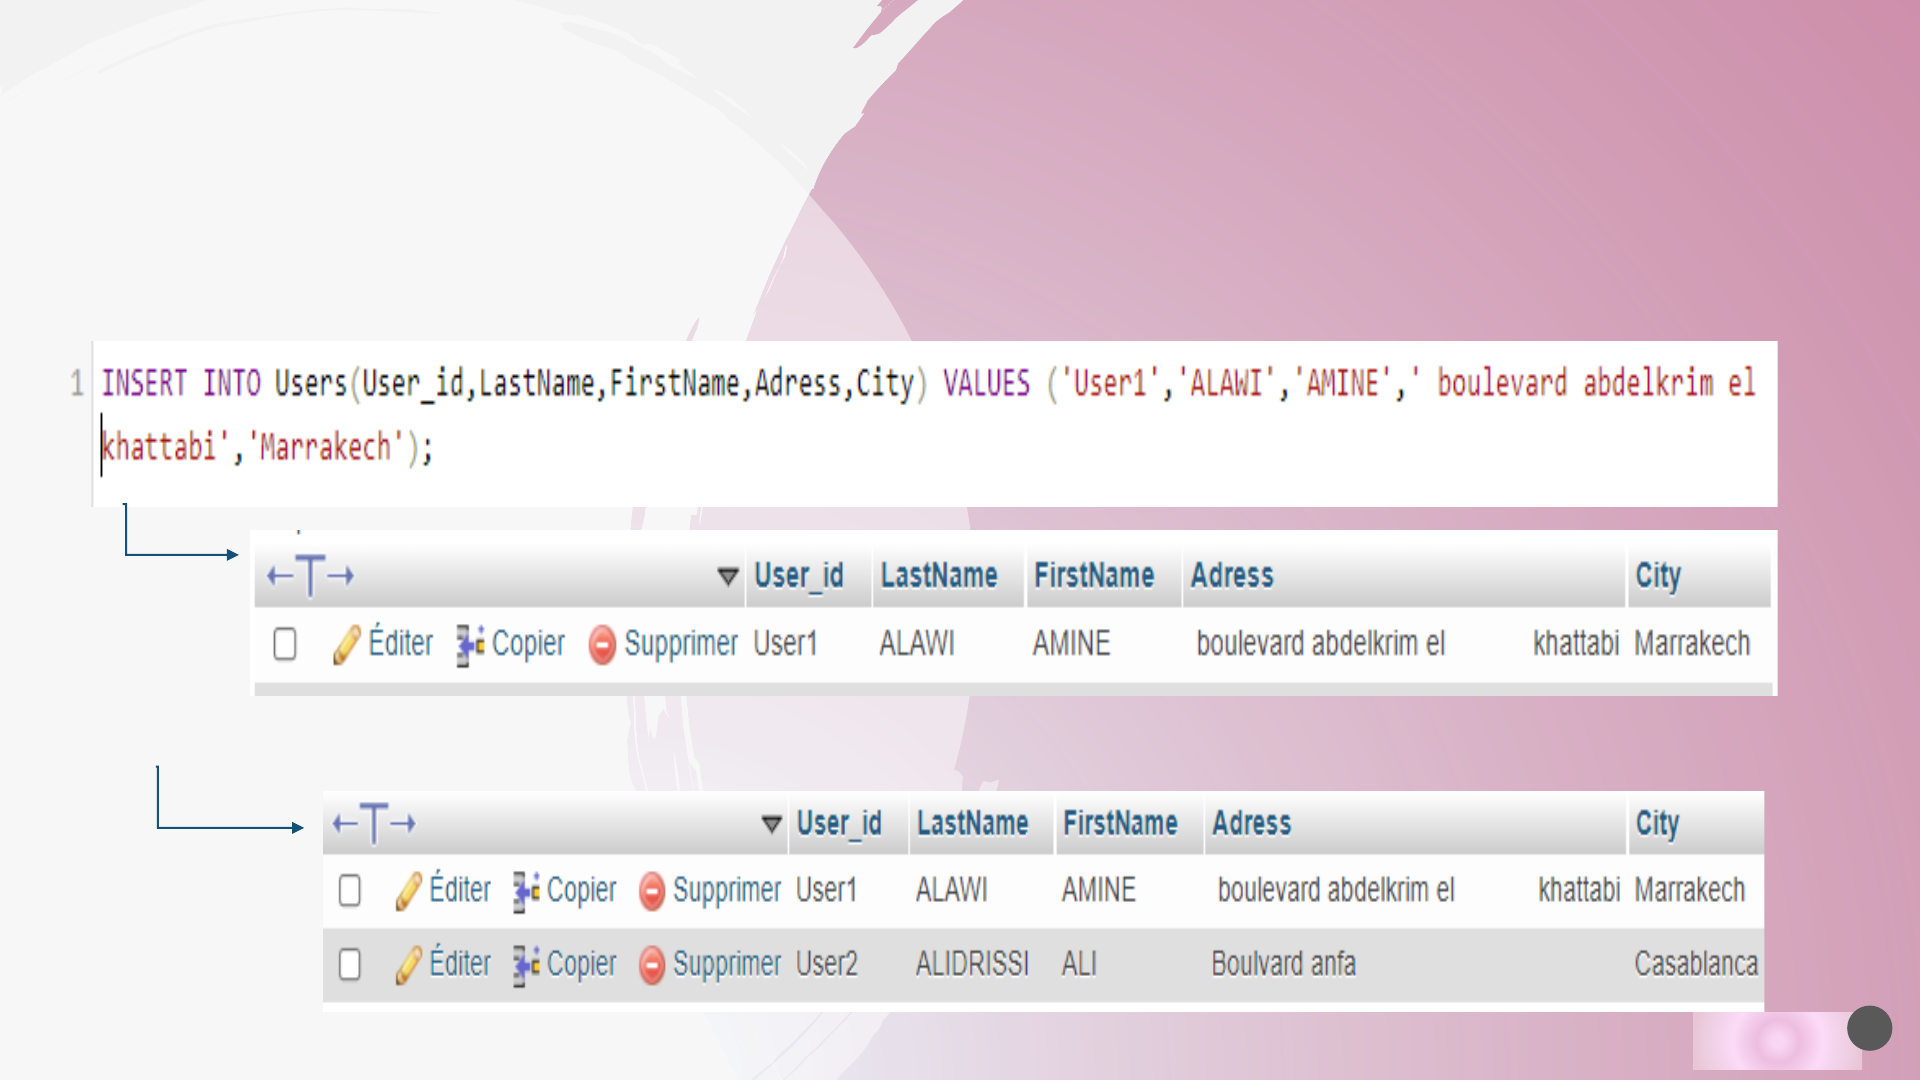 1 INSERT INTO Users(User_id,LastName,FirstName,Adress,City) VALUES ('User1','ALAWI','AMINE',' boulevard abdelkrim el
khattabi','Marrakech');
User_id LastName FirstName Adress City
Éditer Copier Supprimer User1 ALAWI AMINE boulevard abdelkrim el khattabi Marrakech
User_id LastName FirstName Adress City
Éditer Copier Supprimer User1 ALAWI AMINE boulevard abdelkrim el khattabi Marrakech
Éditer Copier Supprimer User2 ALIDRISSI ALI Boulvard anfa Casablanca